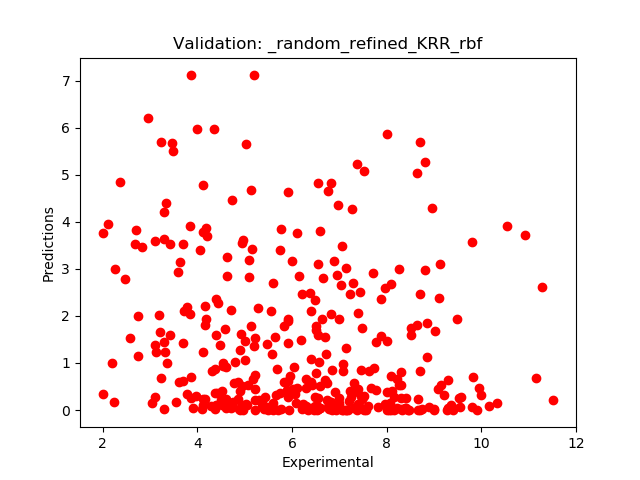 Validation: _random_refined_KRR_rbf
7
6
5
4
3
2
1
0
Predictions
2 4 6 8 10 12
Experimental